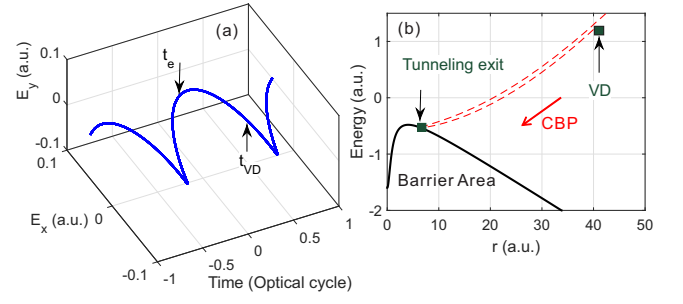 (a)
t_e
t_VD
0.1
0
-0.1
E_y (a.u.)
0.1
0
-0.1
E_x (a.u.)
-1
-0.5
0
0.5
1
Time (Optical cycle)
(b)
Tunneling exit
VD
CBP
Barrier Area
1
0
-1
-2
Energy (a.u.)
0 10 20 30 40 50
r (a.u.)